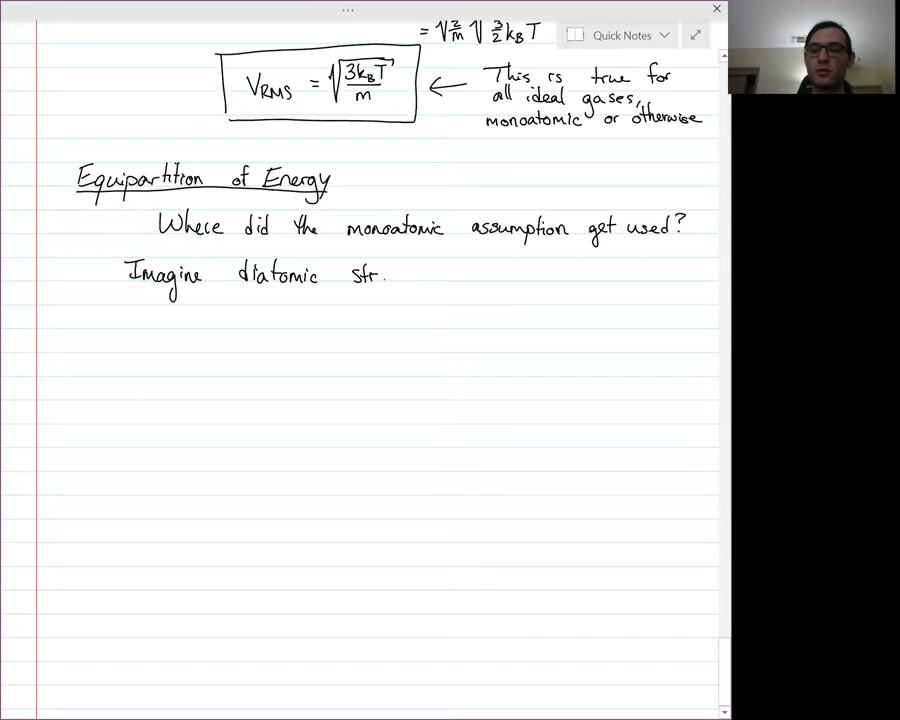 = √2/m √3/2 k_B T
Quick Notes
V_RMS = √3k_BT/m ← This is true for
all ideal gases,
monoatomic or otherwise
Equipartition of Energy
Where did the monoatomic assumption get used?
Imagine diatomic str.